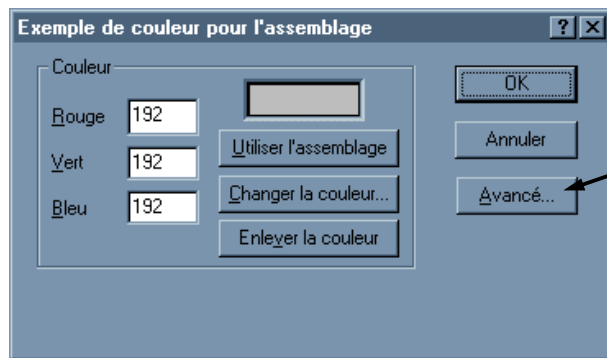 Exemple de couleur pour l'assemblage
Couleur
Rouge 192
Vert 192
Bleu 192
Utiliser l'assemblage
Changer la couleur...
Enlever la couleur
OK
Annuler
Avancé...